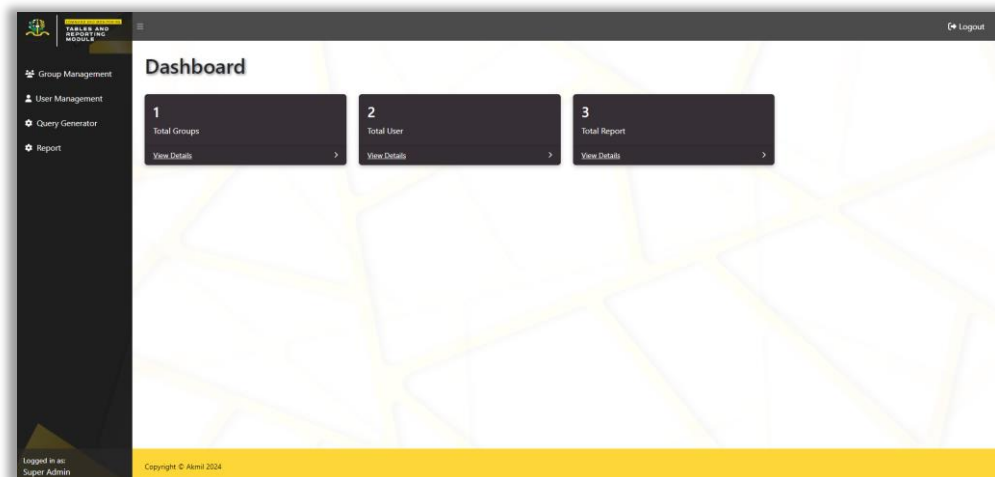 TABLES AND
REPORTING
MODULE
Logout
Group Management
User Management
Query Generator
Report
Dashboard
1
Total Groups
View Details
2
Total User
View Details
3
Total Report
View Details
Logged in as:
Super Admin
Copyright © Akmil 2024